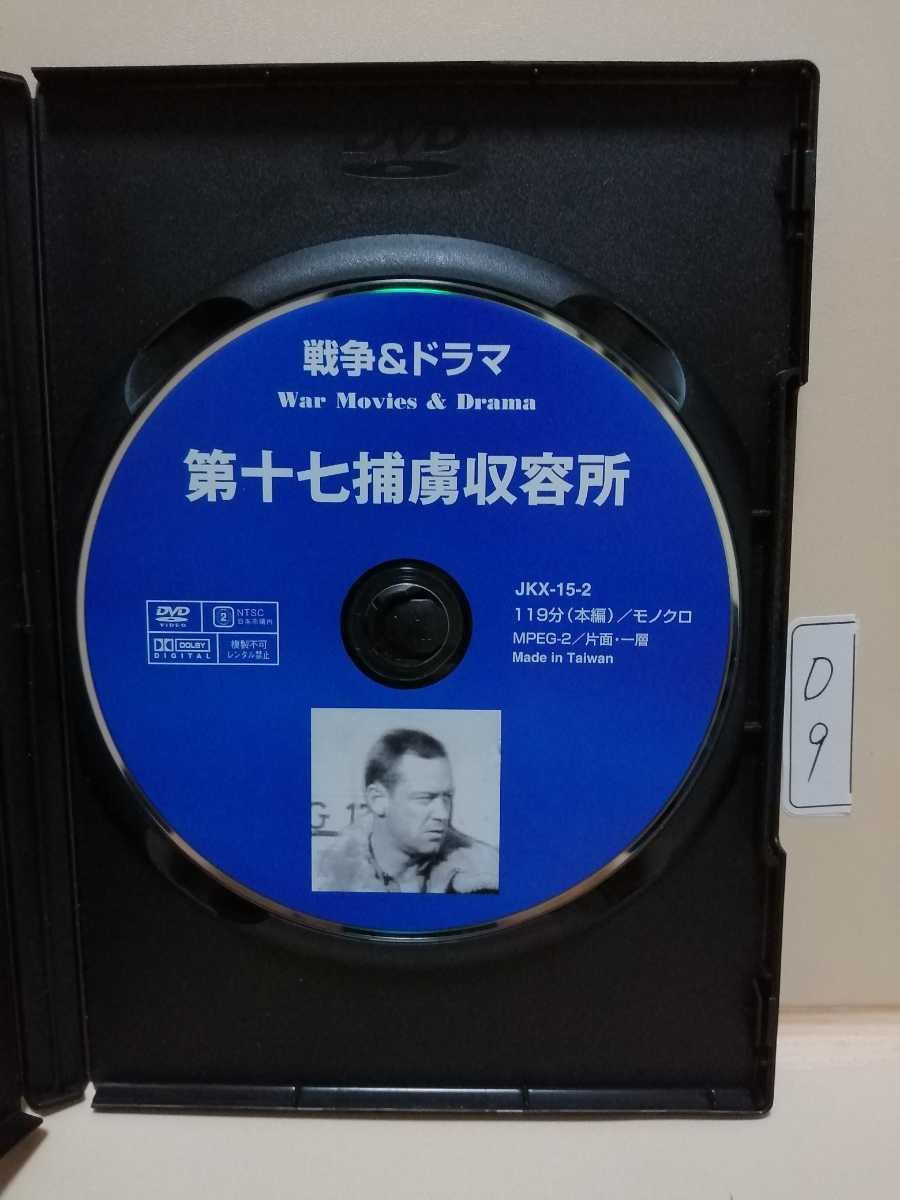 DVD
戦争&ドラマ
War Movies & Drama
第十七捕虜収容所
JKX-15-2
119分(本編)/モノクロ
MPEG-2/片面・一層
Made in Taiwan
DVD
VIDEO
2
NTSC
日本市場向
DOLBY
DIGITAL
複製不可
レンタル禁止
D
9